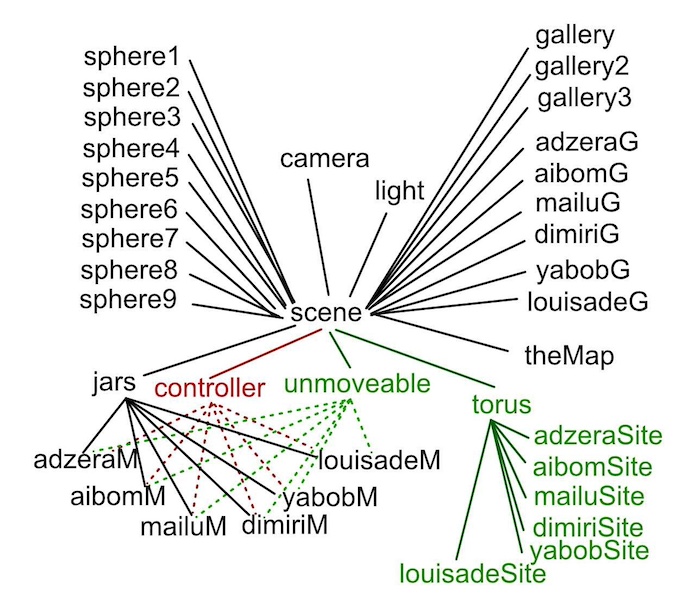 sphere1
sphere2
sphere3
sphere4
sphere5
sphere6
sphere7
sphere8
sphere9
camera
light
gallery
gallery2
gallery3
adzeraG
aibomG
mailuG
dimiriG
yabobG
louisadeG
theMap
scene
jars
controller
unmoveable
torus
adzeraM
aibomM
mailuM
dimiriM
yabobM
louisadeM
adzeraSite
aibomSite
mailuSite
dimiriSite
yabobSite
louisadeSite